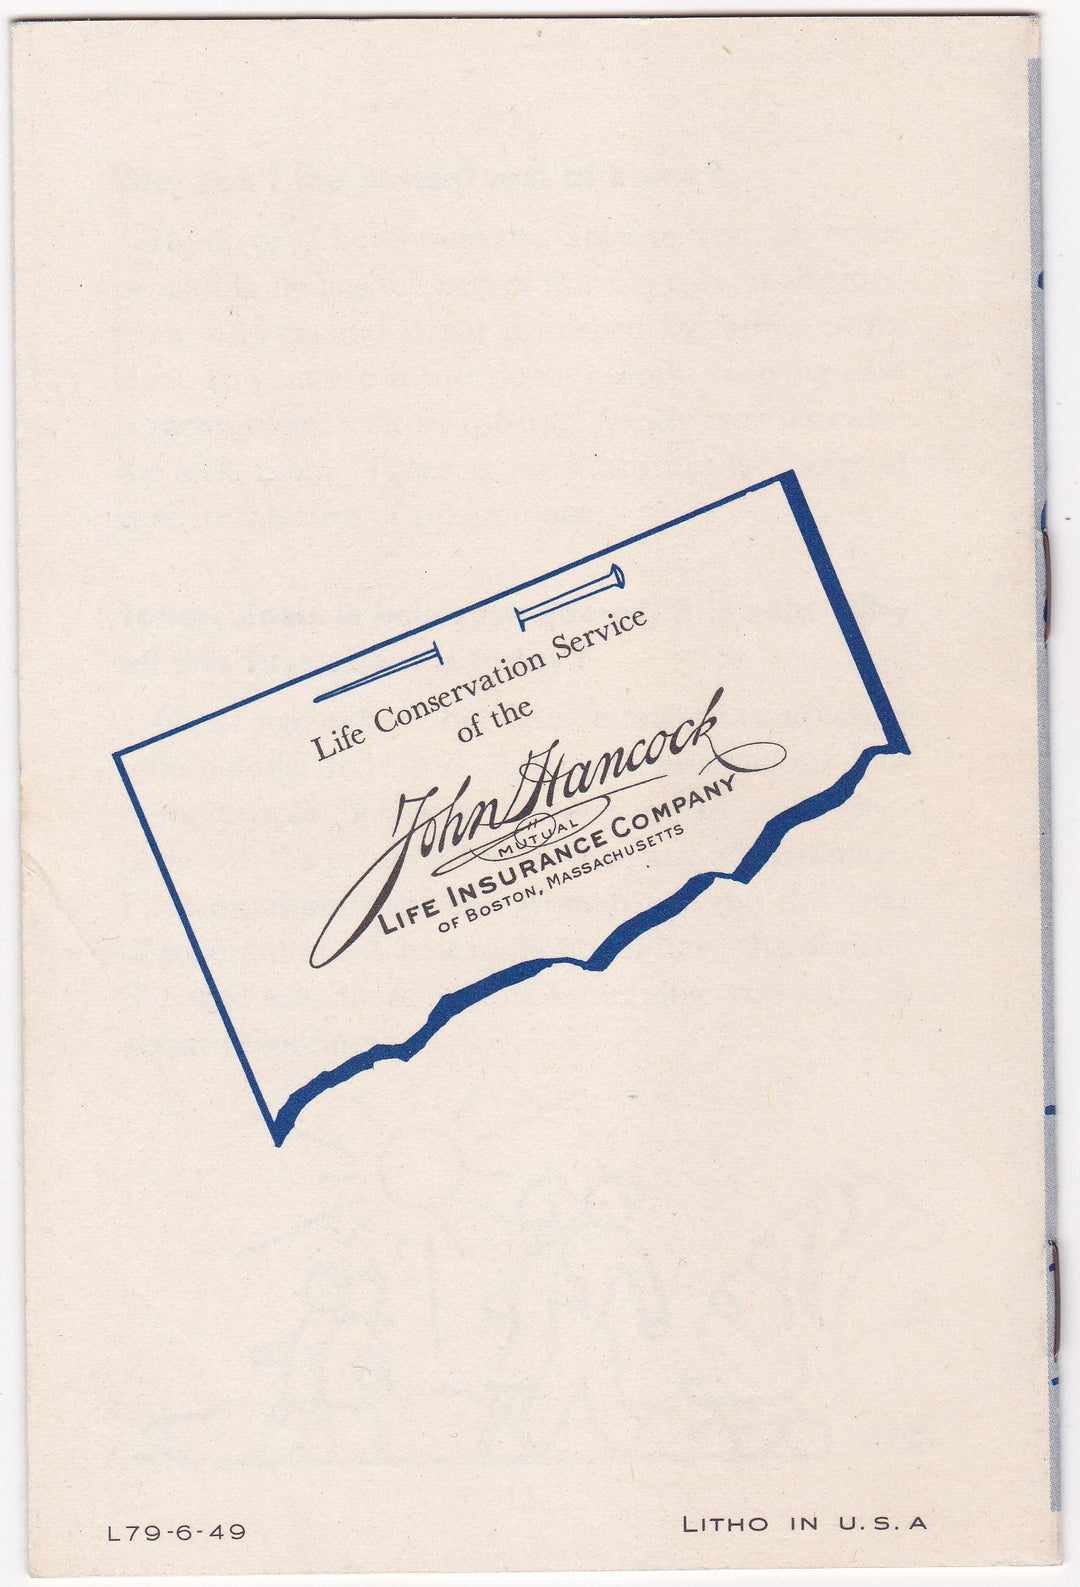 Life Conservation Service
of the
John Hancock
MUTUAL
LIFE INSURANCE COMPANY
OF BOSTON, MASSACHUSETTS
L79-6-49
LITHO IN U.S.A